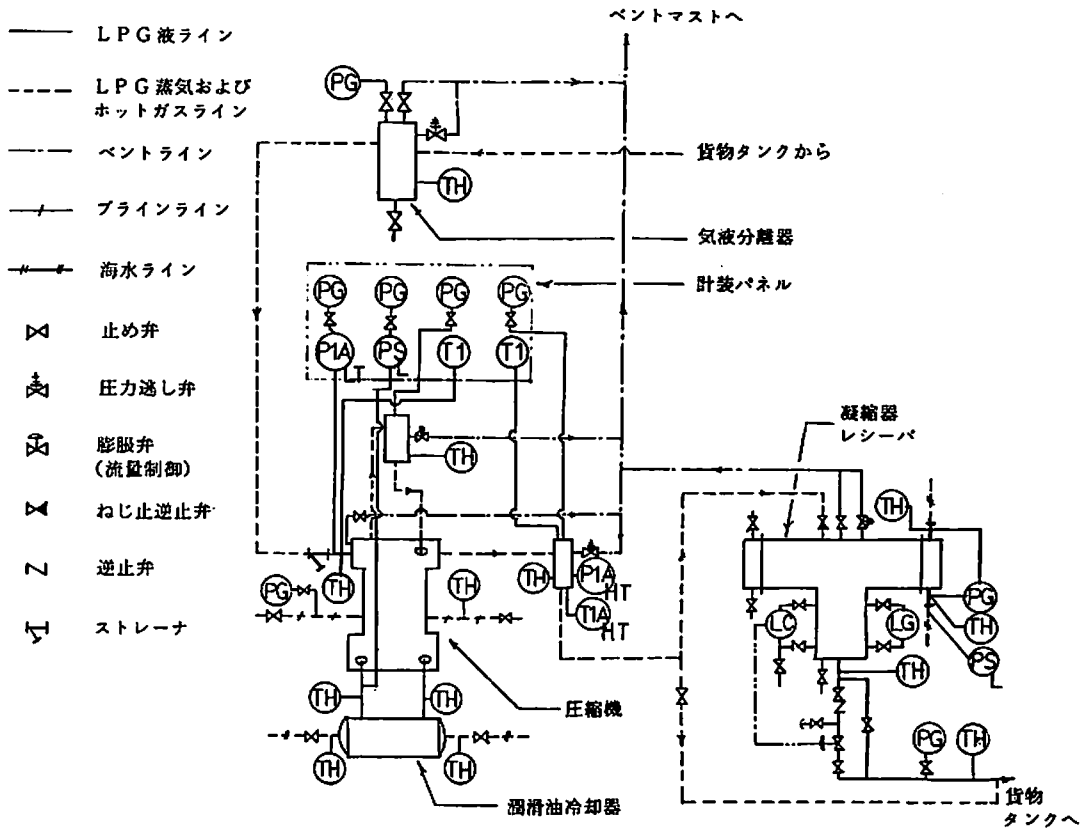 LPG液ライン
LPG蒸気および
ホットガスライン
ベントライン
ブラインライン
海水ライン
止め弁
圧力逃し弁
膨脹弁
(流量制御)
ねじ止逆止弁
逆止弁
ストレーナ
ベントマストへ
PG
貨物タンクから
TH
気液分離器
計装パネル
PG
PG
PG
PG
P1A
PS
T1
T1
TH
凝縮器
レシーバ
TH
PG
TH
TH
TH
P1A
HT
T1A
HT
LC
LG
PG
TH
PS
TH
TH
TH
圧縮機
TH
TH
PG
TH
潤滑油冷却器
貨物
タンクへ